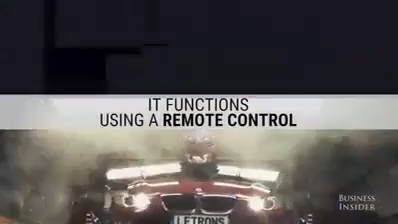 IT FUNCTIONS
USING A REMOTE CONTROL
LETRONS
BUSINESS
INSIDER